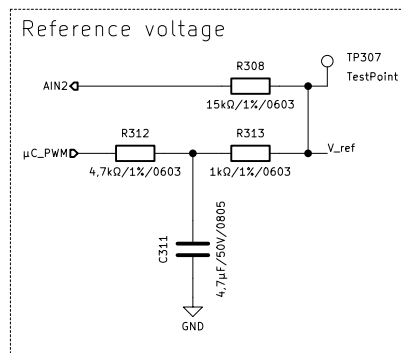 Reference voltage
TP307
TestPoint
R308
AIN2
15kΩ/1%/0603
R312
R313
µC_PWM
V_ref
4,7kΩ/1%/0603
1kΩ/1%/0603
C311
4,7µF/50V/0805
GND